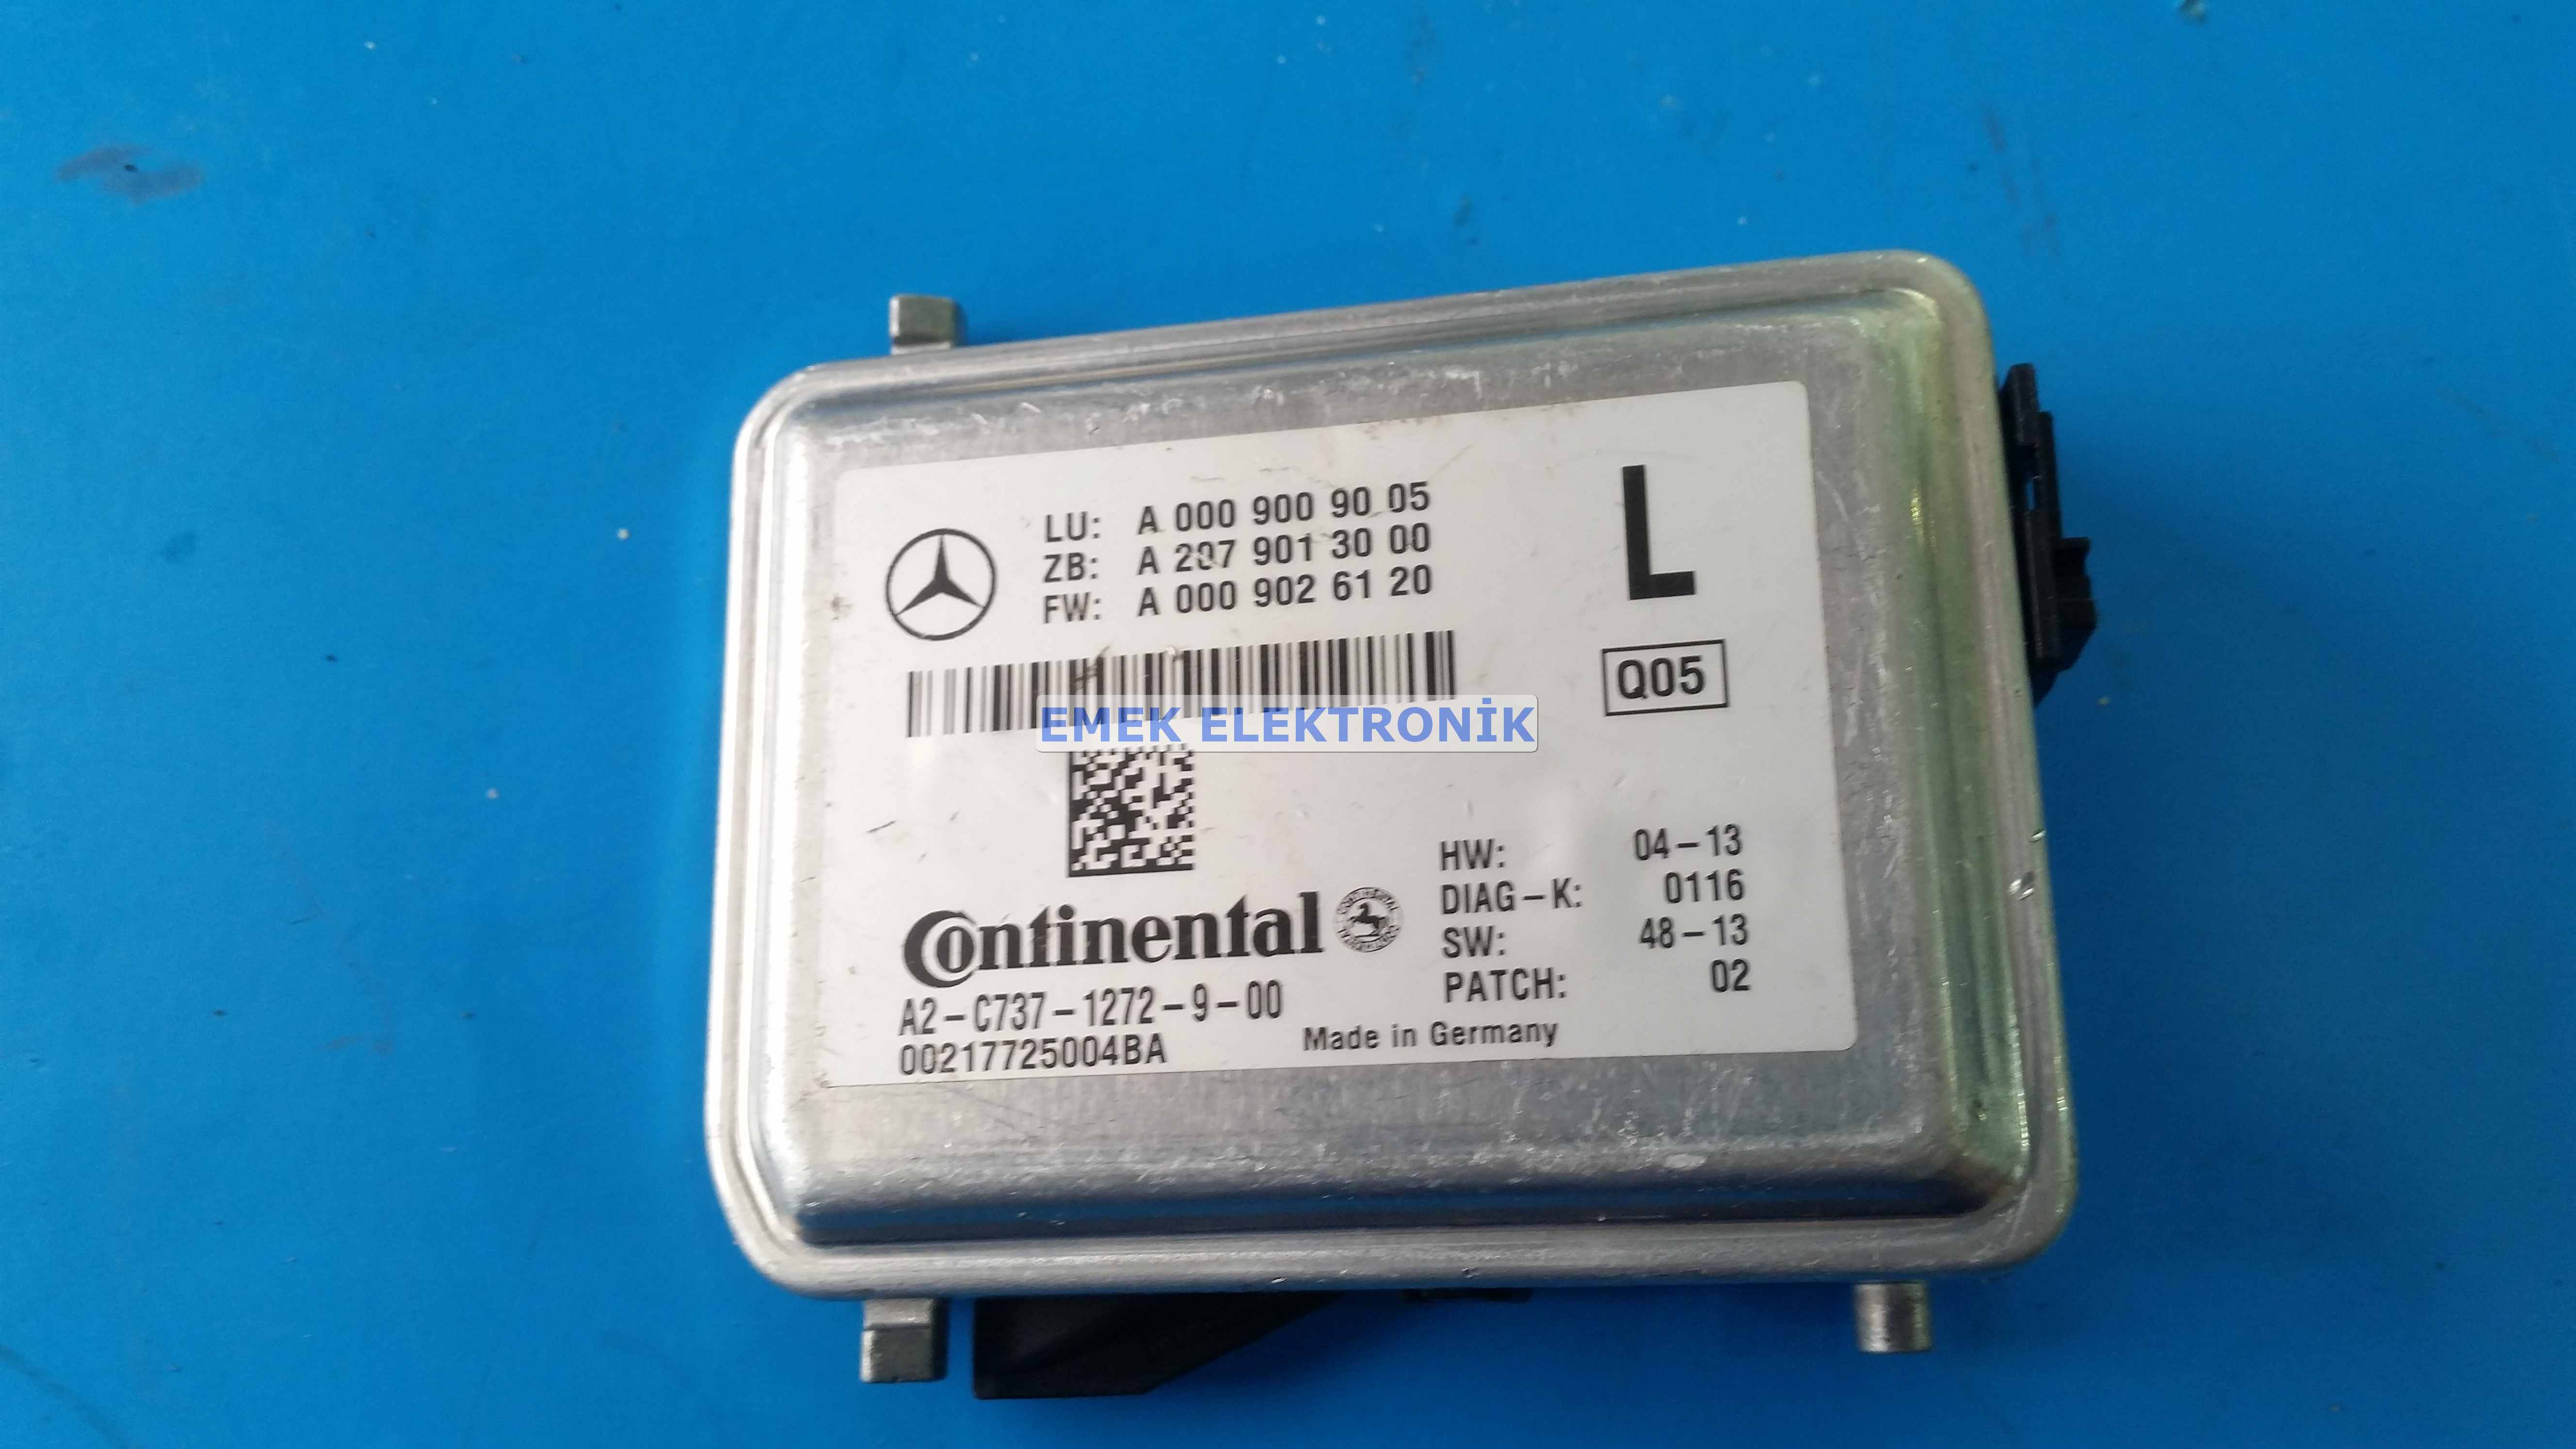 LU: A 000 900 90 05
ZB: A 207 901 30 00
FW: A 000 902 61 20
L
Q05
EMEK ELEKTRONİK
HW: 04-13
DIAG-K: 0116
SW: 48-13
PATCH: 02
Continental
A2-C737-1272-9-00
00217725004BA
Made in Germany